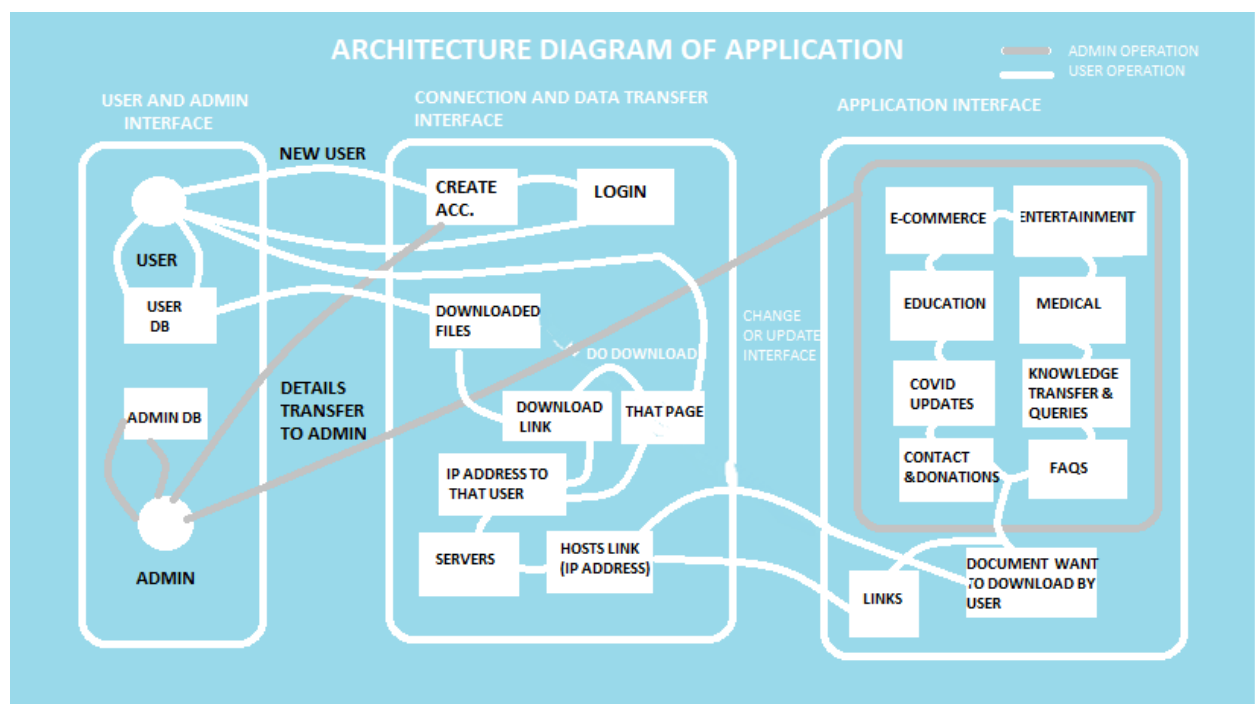 ARCHITECTURE DIAGRAM OF APPLICATION
ADMIN OPERATION
USER OPERATION
USER AND ADMIN
INTERFACE
CONNECTION AND DATA TRANSFER
INTERFACE
APPLICATION INTERFACE
NEW USER
CREATE
ACC.
LOGIN
USER
USER
DB
ADMIN DB
DETAILS
TRANSFER
TO ADMIN
ADMIN
DOWNLOADED
FILES
DO DOWNLOAD
DOWNLOAD
LINK
THAT PAGE
IP ADDRESS TO
THAT USER
SERVERS
HOSTS LINK
(IP ADDRESS)
CHANGE
OR UPDATE
INTERFACE
E-COMMERCE
ENTERTAINMENT
EDUCATION
MEDICAL
COVID
UPDATES
KNOWLEDGE
TRANSFER &
QUERIES
CONTACT
&DONATIONS
FAQS
LINKS
DOCUMENT WANT
TO DOWNLOAD BY
USER